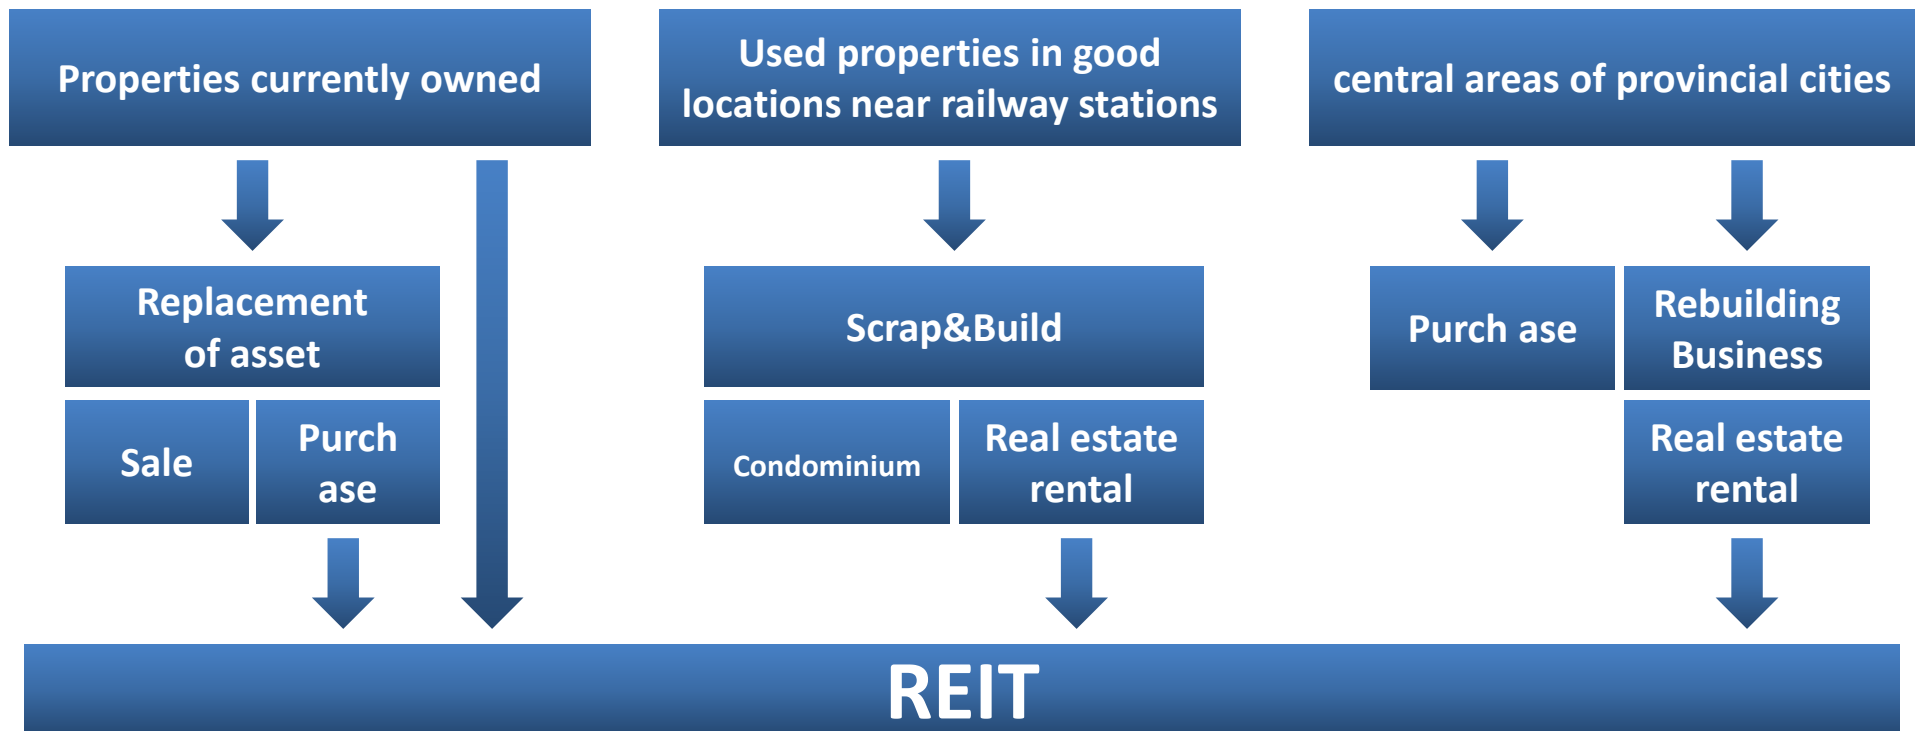 Properties currently owned
Used properties in good
locations near railway stations
central areas of provincial cities
Replacement
of asset
Scrap&Build
Purch ase
Rebuilding
Business
Sale
Purch
ase
Condominium
Real estate
rental
Real estate
rental
REIT